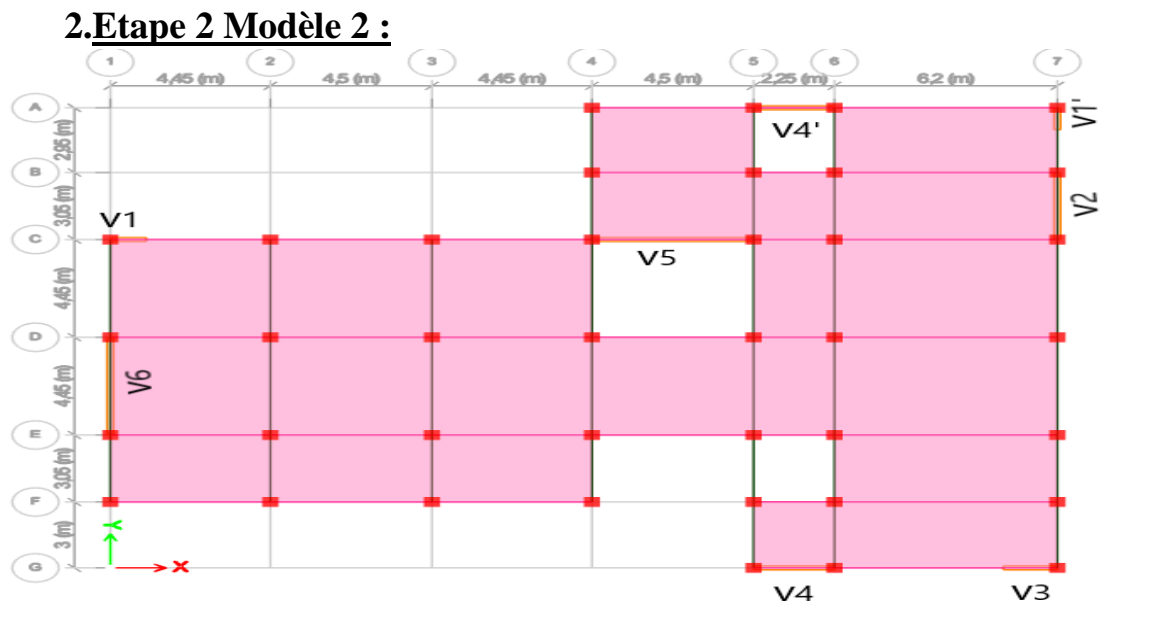 2.Etape 2 Modèle 2 :
1 2 3 4 5 6 7
4,45 (m) 4,5 (m) 4,45 (m) 4,5 (m) 2,25 (m) 6,2 (m)
A
V1'
2,95 (m)
V4'
B
3,05 (m)
V2
V1
C
V5
4,45 (m)
D
4,45 (m)
V6
E
3,05 (m)
F
3 (m)
Y
G
X
V4
V3